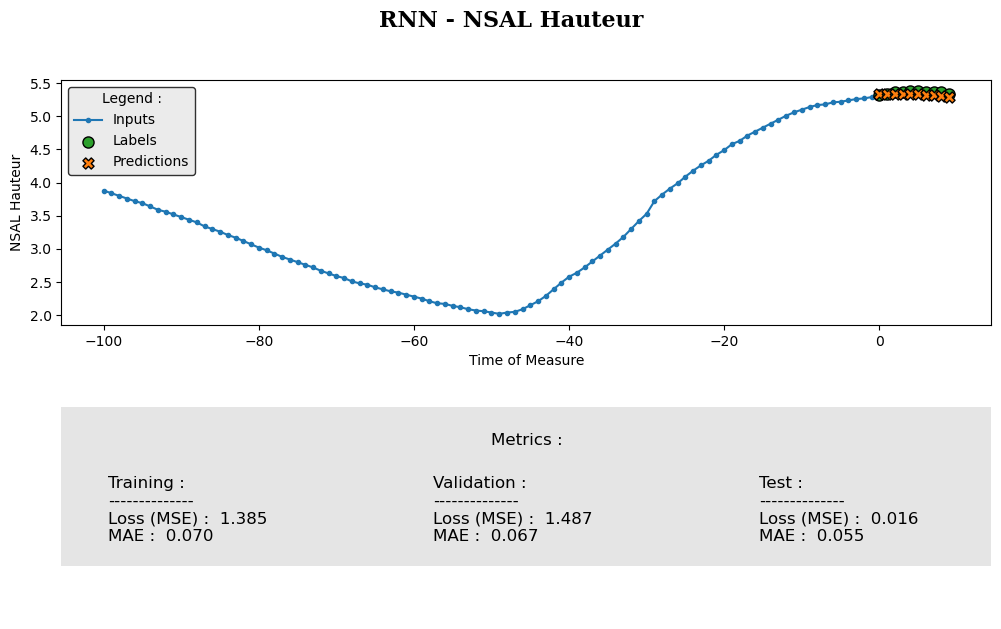 RNN - NSAL Hauteur
5.5
5.0
4.5
4.0
3.5
3.0
2.5
2.0
NSAL Hauteur
Legend :
Inputs
Labels
Predictions
−100
−80
−60
−40
−20
0
Time of Measure
Metrics :
Training :
--------------
Loss (MSE) :  1.385
MAE :  0.070
Validation :
--------------
Loss (MSE) :  1.487
MAE :  0.067
Test :
--------------
Loss (MSE) :  0.016
MAE :  0.055